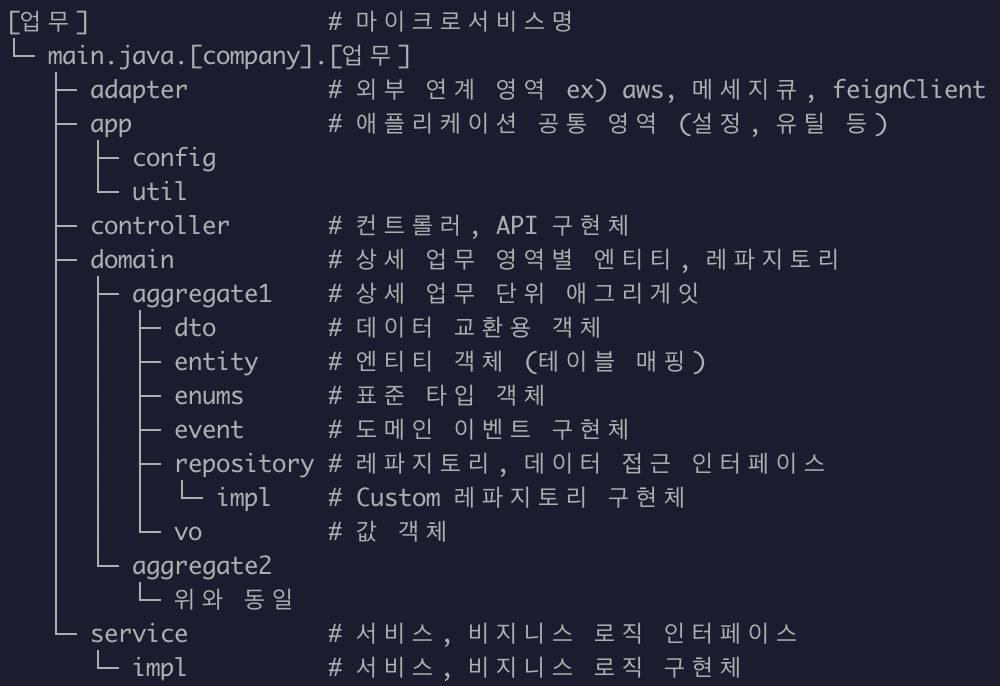 [업무] # 마이크로서비스명
└─ main.java.[company].[업무]
├─ adapter # 외부 연계 영역 ex) aws, 메세지큐, feignClient
├─ app # 애플리케이션 공통 영역 (설정, 유틸 등)
├─ config
└─ util
├─ controller # 컨트롤러, API 구현체
├─ domain # 상세 업무 영역별 엔티티, 레파지토리
├─ aggregate1 # 상세 업무 단위 애그리게잇
├─ dto # 데이터 교환용 객체
├─ entity # 엔티티 객체 (테이블 매핑)
├─ enums # 표준 타입 객체
├─ event # 도메인 이벤트 구현체
├─ repository # 레파지토리, 데이터 접근 인터페이스
└─ impl # Custom 레파지토리 구현체
└─ vo # 값 객체
└─ aggregate2
└─ 위와 동일
└─ service # 서비스, 비지니스 로직 인터페이스
└─ impl # 서비스, 비지니스 로직 구현체